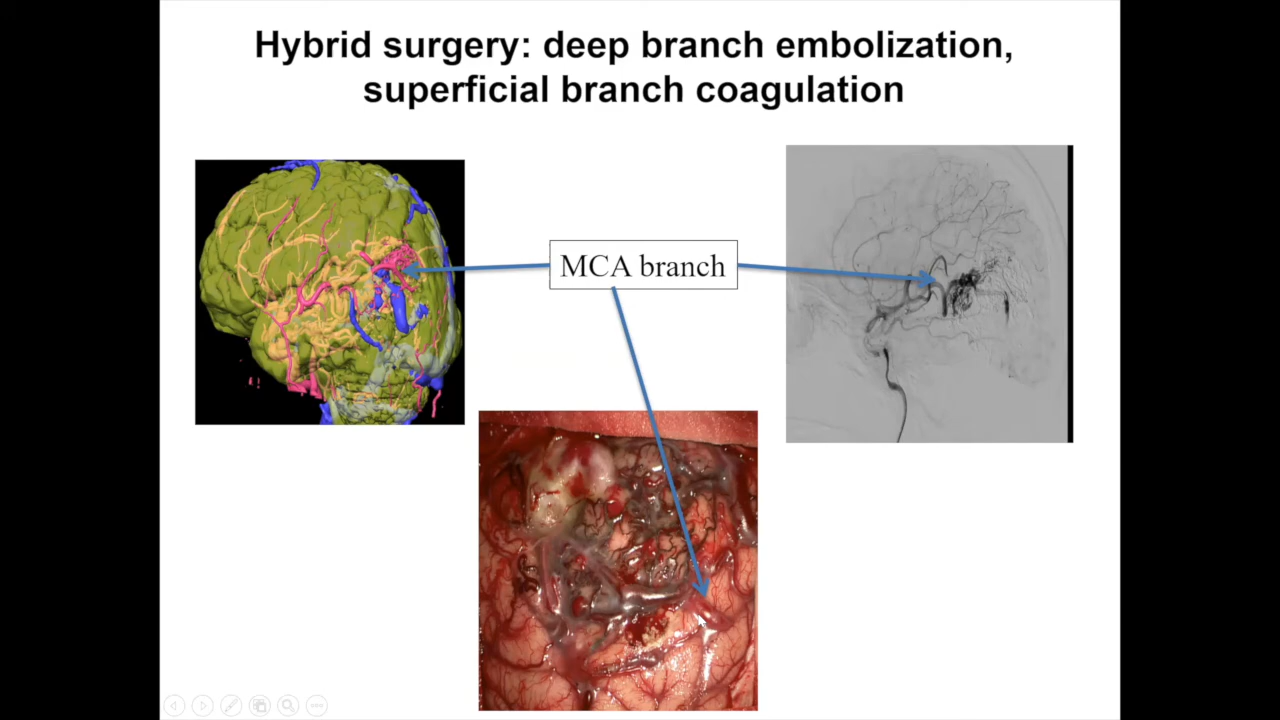 Hybrid surgery: deep branch embolization,
superficial branch coagulation
MCA branch